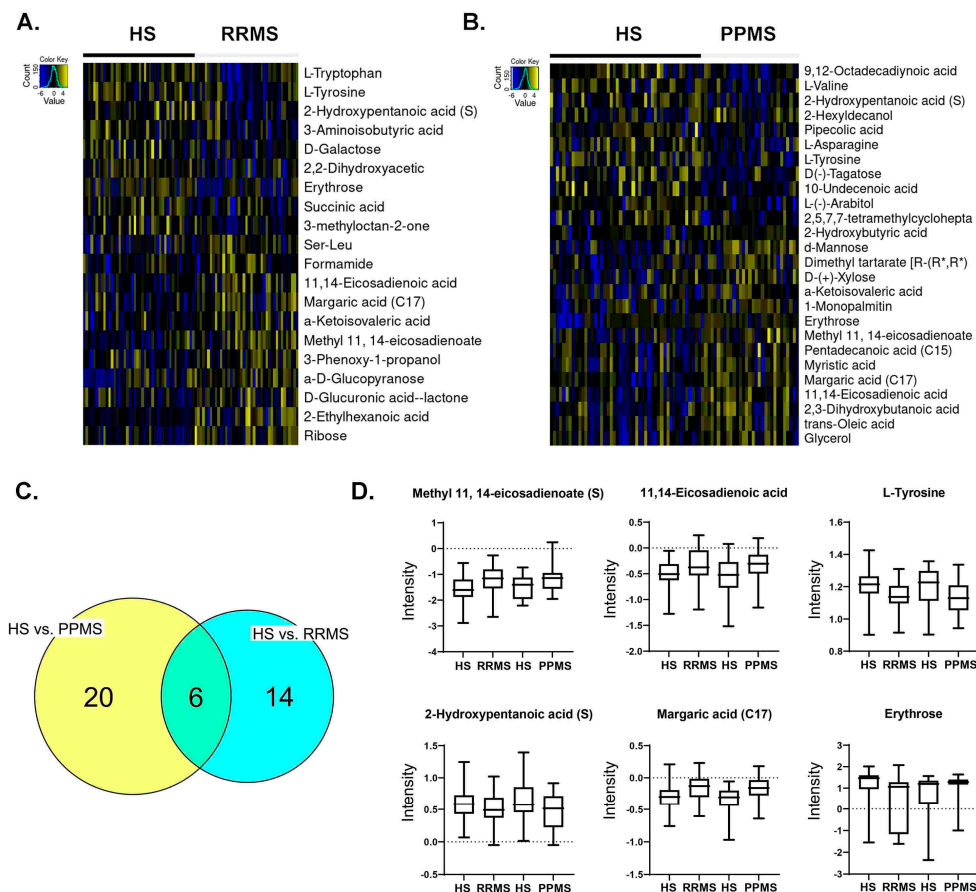 A.
HS RRMS
Color Key
Count
0 150
-6 0 4
Value
L-Tryptophan
L-Tyrosine
2-Hydroxypentanoic acid (S)
3-Aminoisobutyric acid
D-Galactose
2,2-Dihydroxyacetic
Erythrose
Succinic acid
3-methyloctan-2-one
Ser-Leu
Formamide
11,14-Eicosadienoic acid
Margaric acid (C17)
a-Ketoisovaleric acid
Methyl 11, 14-eicosadienoate
3-Phenoxy-1-propanol
a-D-Glucopyranose
D-Glucuronic acid--lactone
2-Ethylhexanoic acid
Ribose
B.
HS PPMS
Color Key
Count
0 150
-6 0 4
Value
9,12-Octadecadiynoic acid
L-Valine
2-Hydroxypentanoic acid (S)
2-Hexyldecanol
Pipecolic acid
L-Asparagine
L-Tyrosine
D(-)-Tagatose
10-Undecenoic acid
L-(-)-Arabitol
2,5,7,7-tetramethylcyclohepta
2-Hydroxybutyric acid
d-Mannose
Dimethyl tartarate [R-(R*,R*)
D-(+)-Xylose
a-Ketoisovaleric acid
1-Monopalmitin
Erythrose
Methyl 11, 14-eicosadienoate
Pentadecanoic acid (C15)
Myristic acid
Margaric acid (C17)
11,14-Eicosadienoic acid
2,3-Dihydroxybutanoic acid
trans-Oleic acid
Glycerol
C.
HS vs. PPMS
HS vs. RRMS
20 6 14
D.
Methyl 11, 14-eicosadienoate (S)
Intensity
1
0
-1
-2
-3
-4
HS RRMS HS PPMS
11,14-Eicosadienoic acid
Intensity
0.5
0.0
-0.5
-1.0
-1.5
-2.0
HS RRMS HS PPMS
L-Tyrosine
Intensity
1.6
1.4
1.2
1.0
0.8
HS RRMS HS PPMS
2-Hydroxypentanoic acid (S)
Intensity
1.5
1.0
0.5
0.0
-0.5
HS RRMS HS PPMS
Margaric acid (C17)
Intensity
0.5
0.0
-0.5
-1.0
-1.5
HS RRMS HS PPMS
Erythrose
Intensity
3
2
1
0
1
2
3
HS RRMS HS PPMS